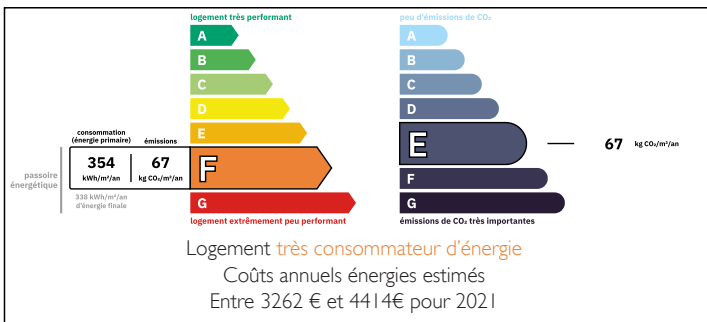 logement très performant
A
B
C
D
E
consommation
(énergie primaire)
émissions
354
kWh/m²/an
67
kg CO₂/m²/an
F
passoire
énergétique
338 kWh/m²/an
d'énergie finale
G
logement extrêmement peu performant
peu d'émissions de CO₂
A
B
C
D
E
67 kg CO₂/m²/an
F
G
émissions de CO₂ très importantes
Logement très consommateur d'énergie
Coûts annuels énergies estimés
Entre 3262 € et 4414€ pour 2021